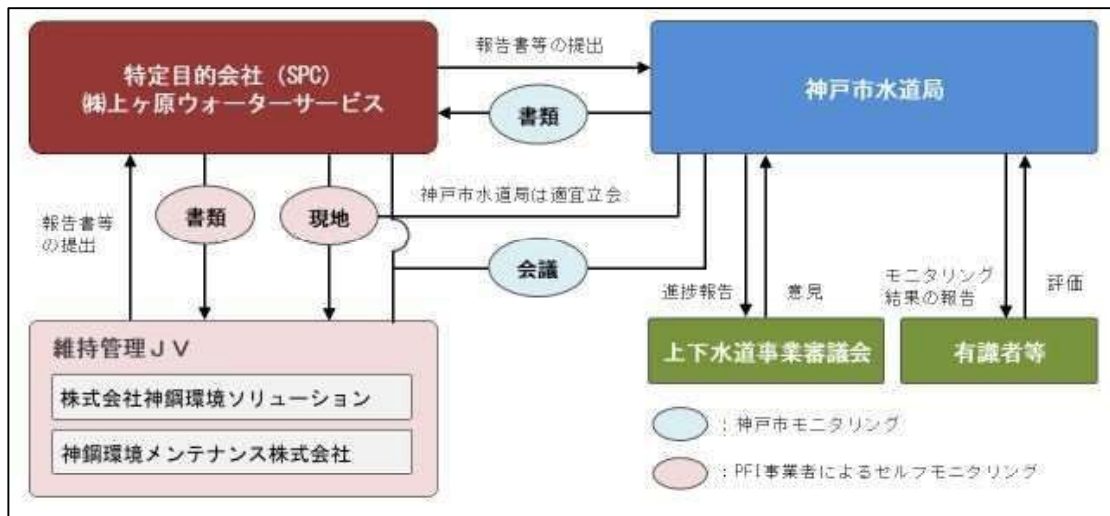 特定目的会社（SPC）
㈱上ヶ原ウォーターサービス
報告書等の提出
書類
神戸市水道局
報告書等
の提出
書類
現地
神戸市水道局は適宜立会
会議
進捗報告
意見
モニタリング
結果の報告
評価
維持管理ＪＶ
株式会社神鋼環境ソリューション
神鋼環境メンテナンス株式会社
上下水道事業審議会
有識者等
：神戸市モニタリング
：PFI事業者によるセルフモニタリング